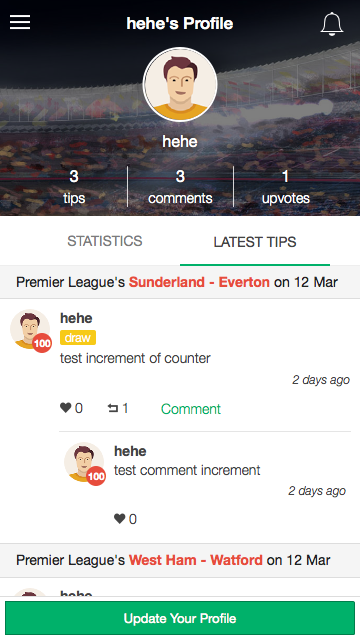 hehe's Profile
hehe
3 3 1
tips comments upvotes
STATISTICS LATEST TIPS
Premier League's Sunderland - Everton on 12 Mar
hehe
100
draw
test increment of counter
2 days ago
0 1 Comment
hehe
100
test comment increment
2 days ago
0
Premier League's West Ham - Watford on 12 Mar
hehe
Update Your Profile